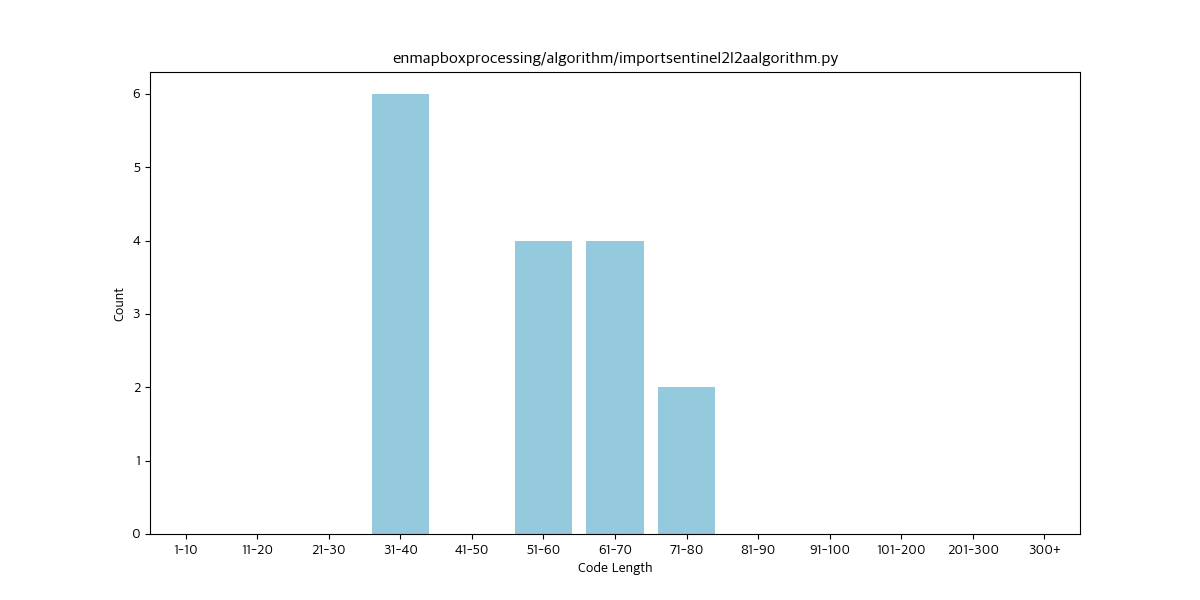 enmapboxprocessing/algorithm/importsentinel2l2aalgorithm.py
6
5
4
3
2
1
0
Count
1-10 11-20 21-30 31-40 41-50 51-60 61-70 71-80 81-90 91-100 101-200 201-300 300+
Code Length